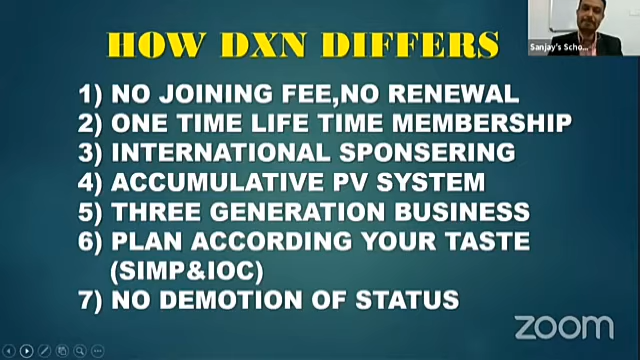 HOW DXN DIFFERS
Sanjay's Scho...
1) NO JOINING FEE,NO RENEWAL
2) ONE TIME LIFE TIME MEMBERSHIP
3) INTERNATIONAL SPONSERING
4) ACCUMULATIVE PV SYSTEM
5) THREE GENERATION BUSINESS
6) PLAN ACCORDING YOUR TASTE
(SIMP&IOC)
7) NO DEMOTION OF STATUS
zoom